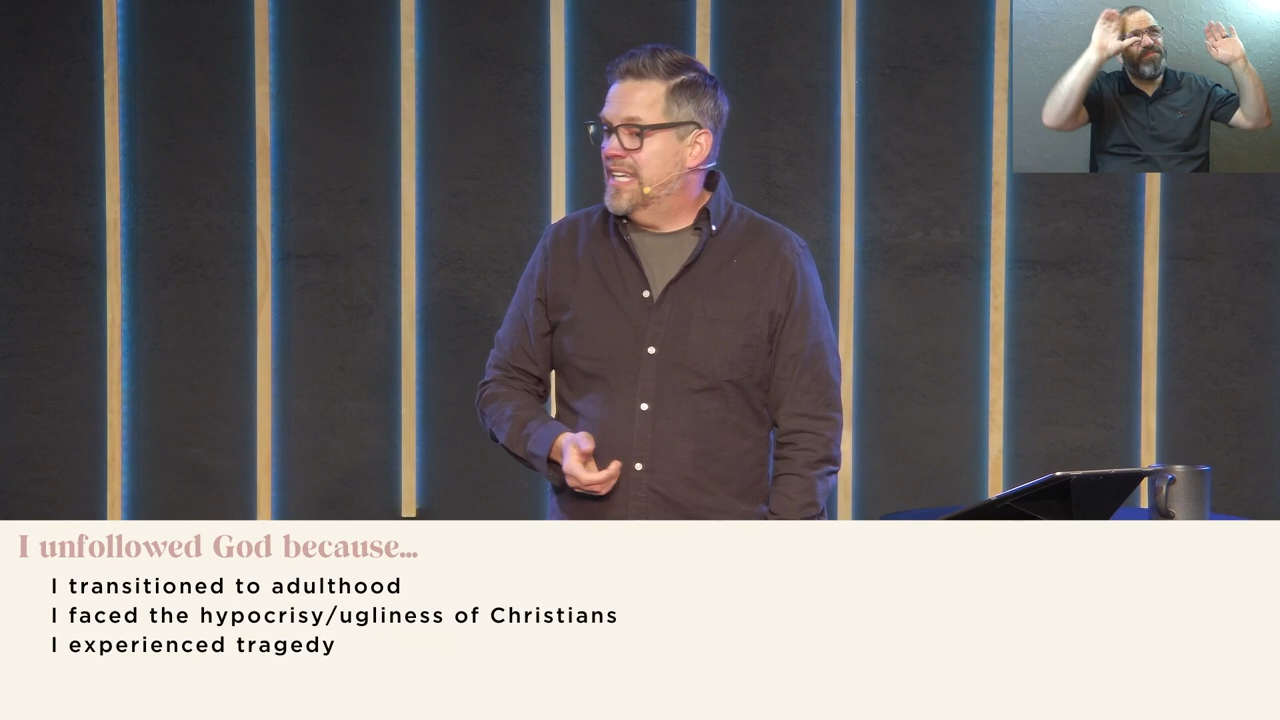 I unfollowed God because...
I transitioned to adulthood
I faced the hypocrisy/ugliness of Christians
I experienced tragedy